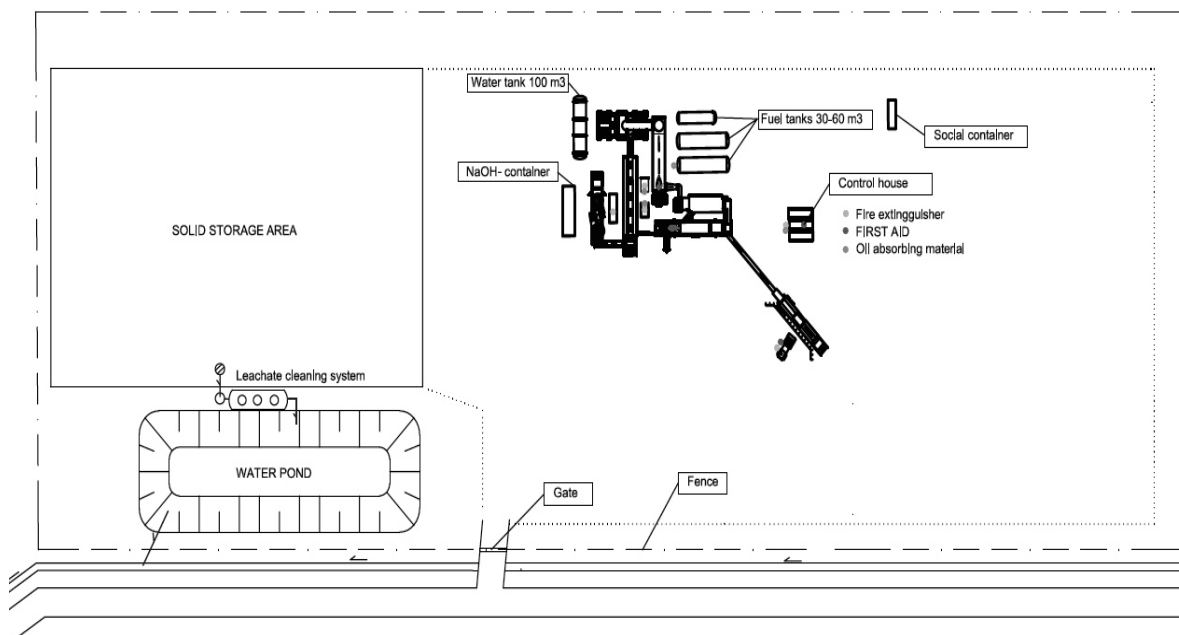 Water tank 100 m3
Fuel tanks 30-60 m3
Social container
NaOH- container
Control house
Fire extingguisher
FIRST AID
Oil absorbing material
SOLID STORAGE AREA
Leachate cleaning system
WATER POND
Gate
Fence